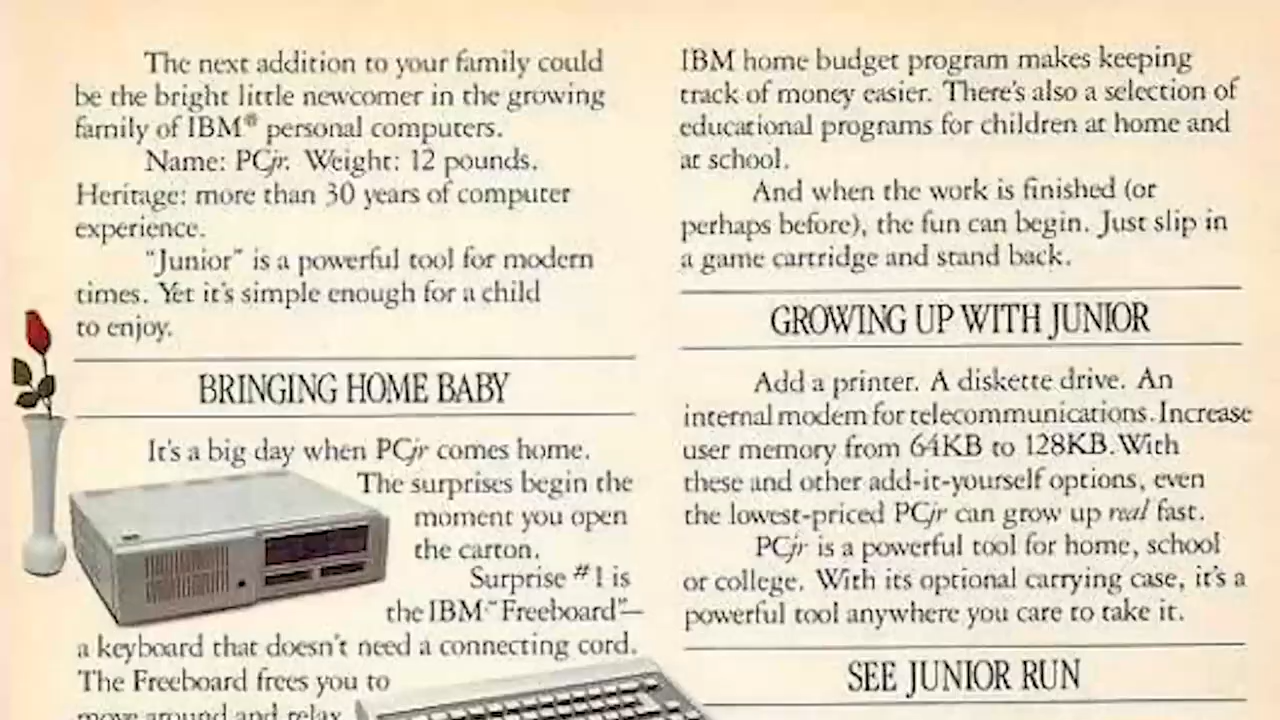 The next addition to your family could
be the bright little newcomer in the growing
family of IBM® personal computers.
Name: PCjr. Weight: 12 pounds.
Heritage: more than 30 years of computer
experience.
"Junior" is a powerful tool for modern
times. Yet it's simple enough for a child
to enjoy.
BRINGING HOME BABY
It's a big day when PCjr comes home.
The surprises begin the
moment you open
the carton.
Surprise #1 is
the IBM "Freeboard"—
a keyboard that doesn't need a connecting cord.
The Freeboard frees you to
move around and relax.
IBM home budget program makes keeping
track of money easier. There's also a selection of
educational programs for children at home and
at school.
And when the work is finished (or
perhaps before), the fun can begin. Just slip in
a game cartridge and stand back.
GROWING UP WITH JUNIOR
Add a printer. A diskette drive. An
internal modem for telecommunications. Increase
user memory from 64KB to 128KB. With
these and other add-it-yourself options, even
the lowest-priced PCjr can grow up real fast.
PCjr is a powerful tool for home, school
or college. With its optional carrying case, it's a
powerful tool anywhere you care to take it.
SEE JUNIOR RUN